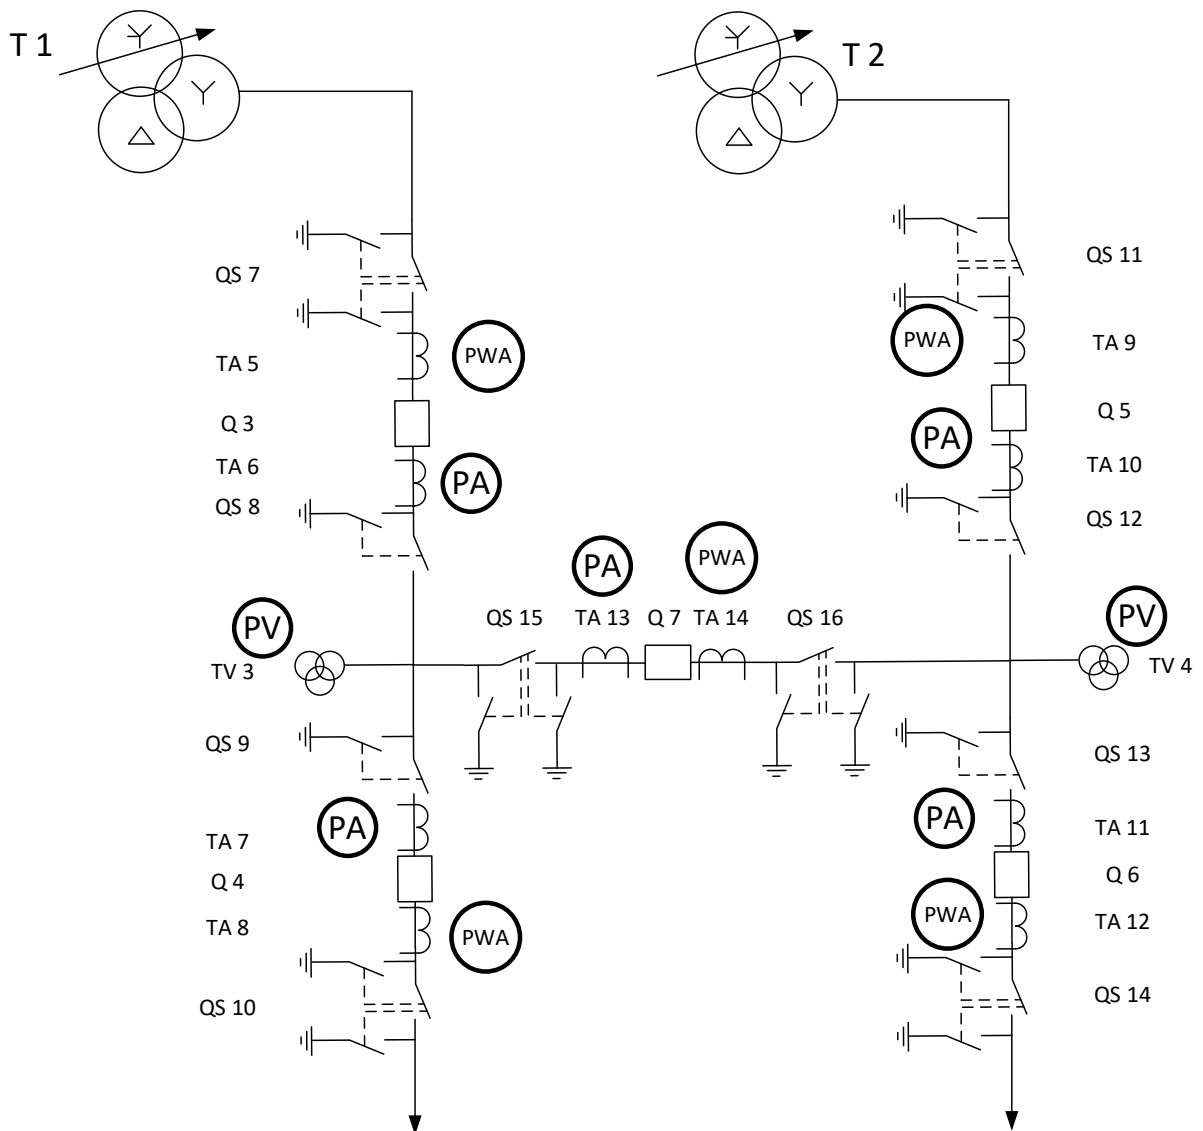 T 1
T 2
QS 7
QS 11
TA 5
PWA
PWA
TA 9
Q 3
PA
Q 5
TA 6
PA
TA 10
QS 8
QS 12
PA
PWA
PV
QS 15
TA 13
Q 7
TA 14
QS 16
PV
TV 3
TV 4
QS 9
QS 13
PA
PA
TA 7
TA 11
Q 4
Q 6
TA 8
PWA
PWA
TA 12
QS 10
QS 14